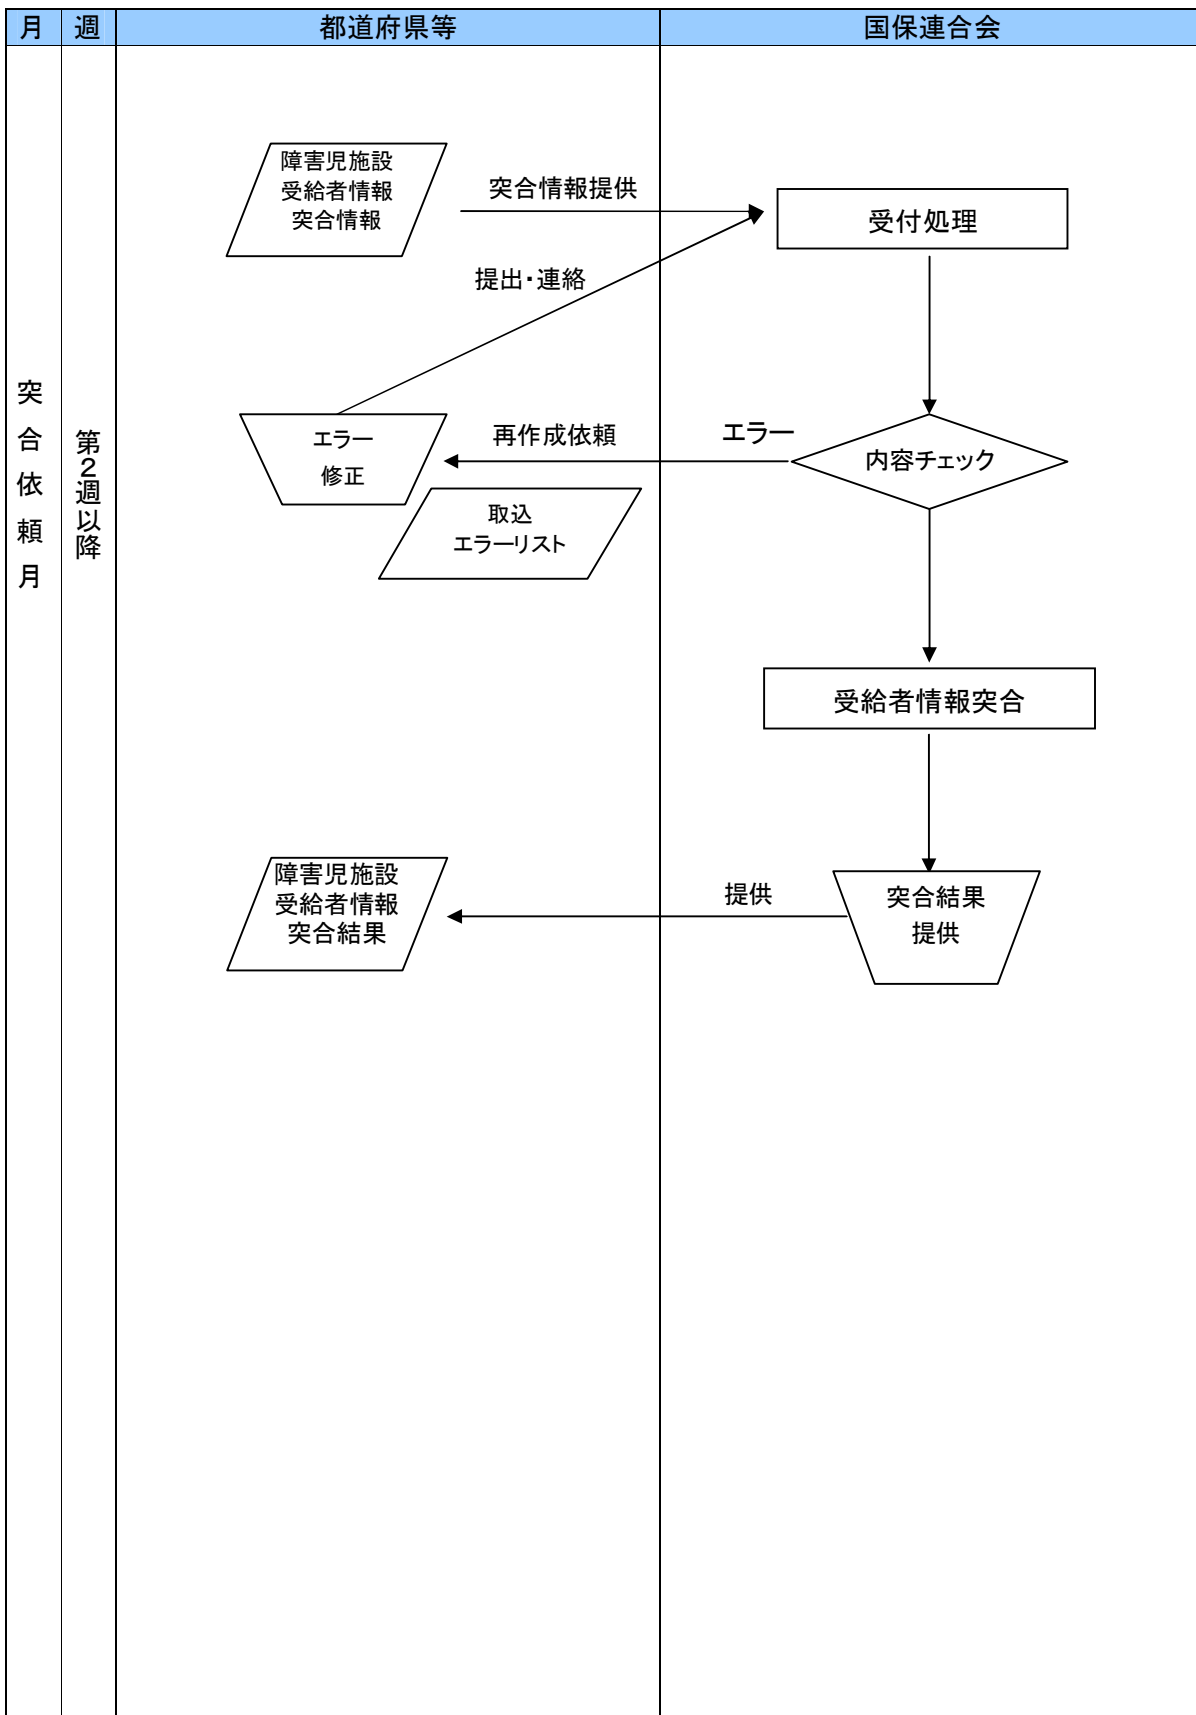 月
週
都道府県等
国保連合会
障害児施設
受給者情報
突合情報
突合情報提供
受付処理
提出・連絡
突合依頼月
第2週以降
エラー
修正
再作成依頼
エラー
内容チェック
取込
エラーリスト
受給者情報突合
障害児施設
受給者情報
突合結果
提供
突合結果
提供